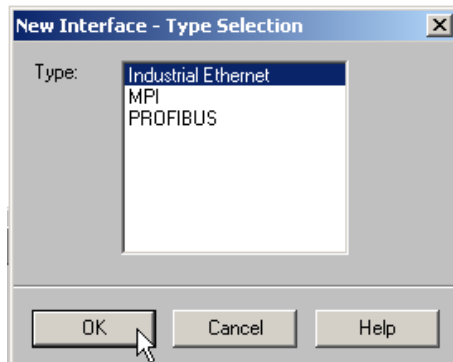 New Interface - Type Selection
Type:
Industrial Ethernet
MPI
PROFIBUS
OK
Cancel
Help